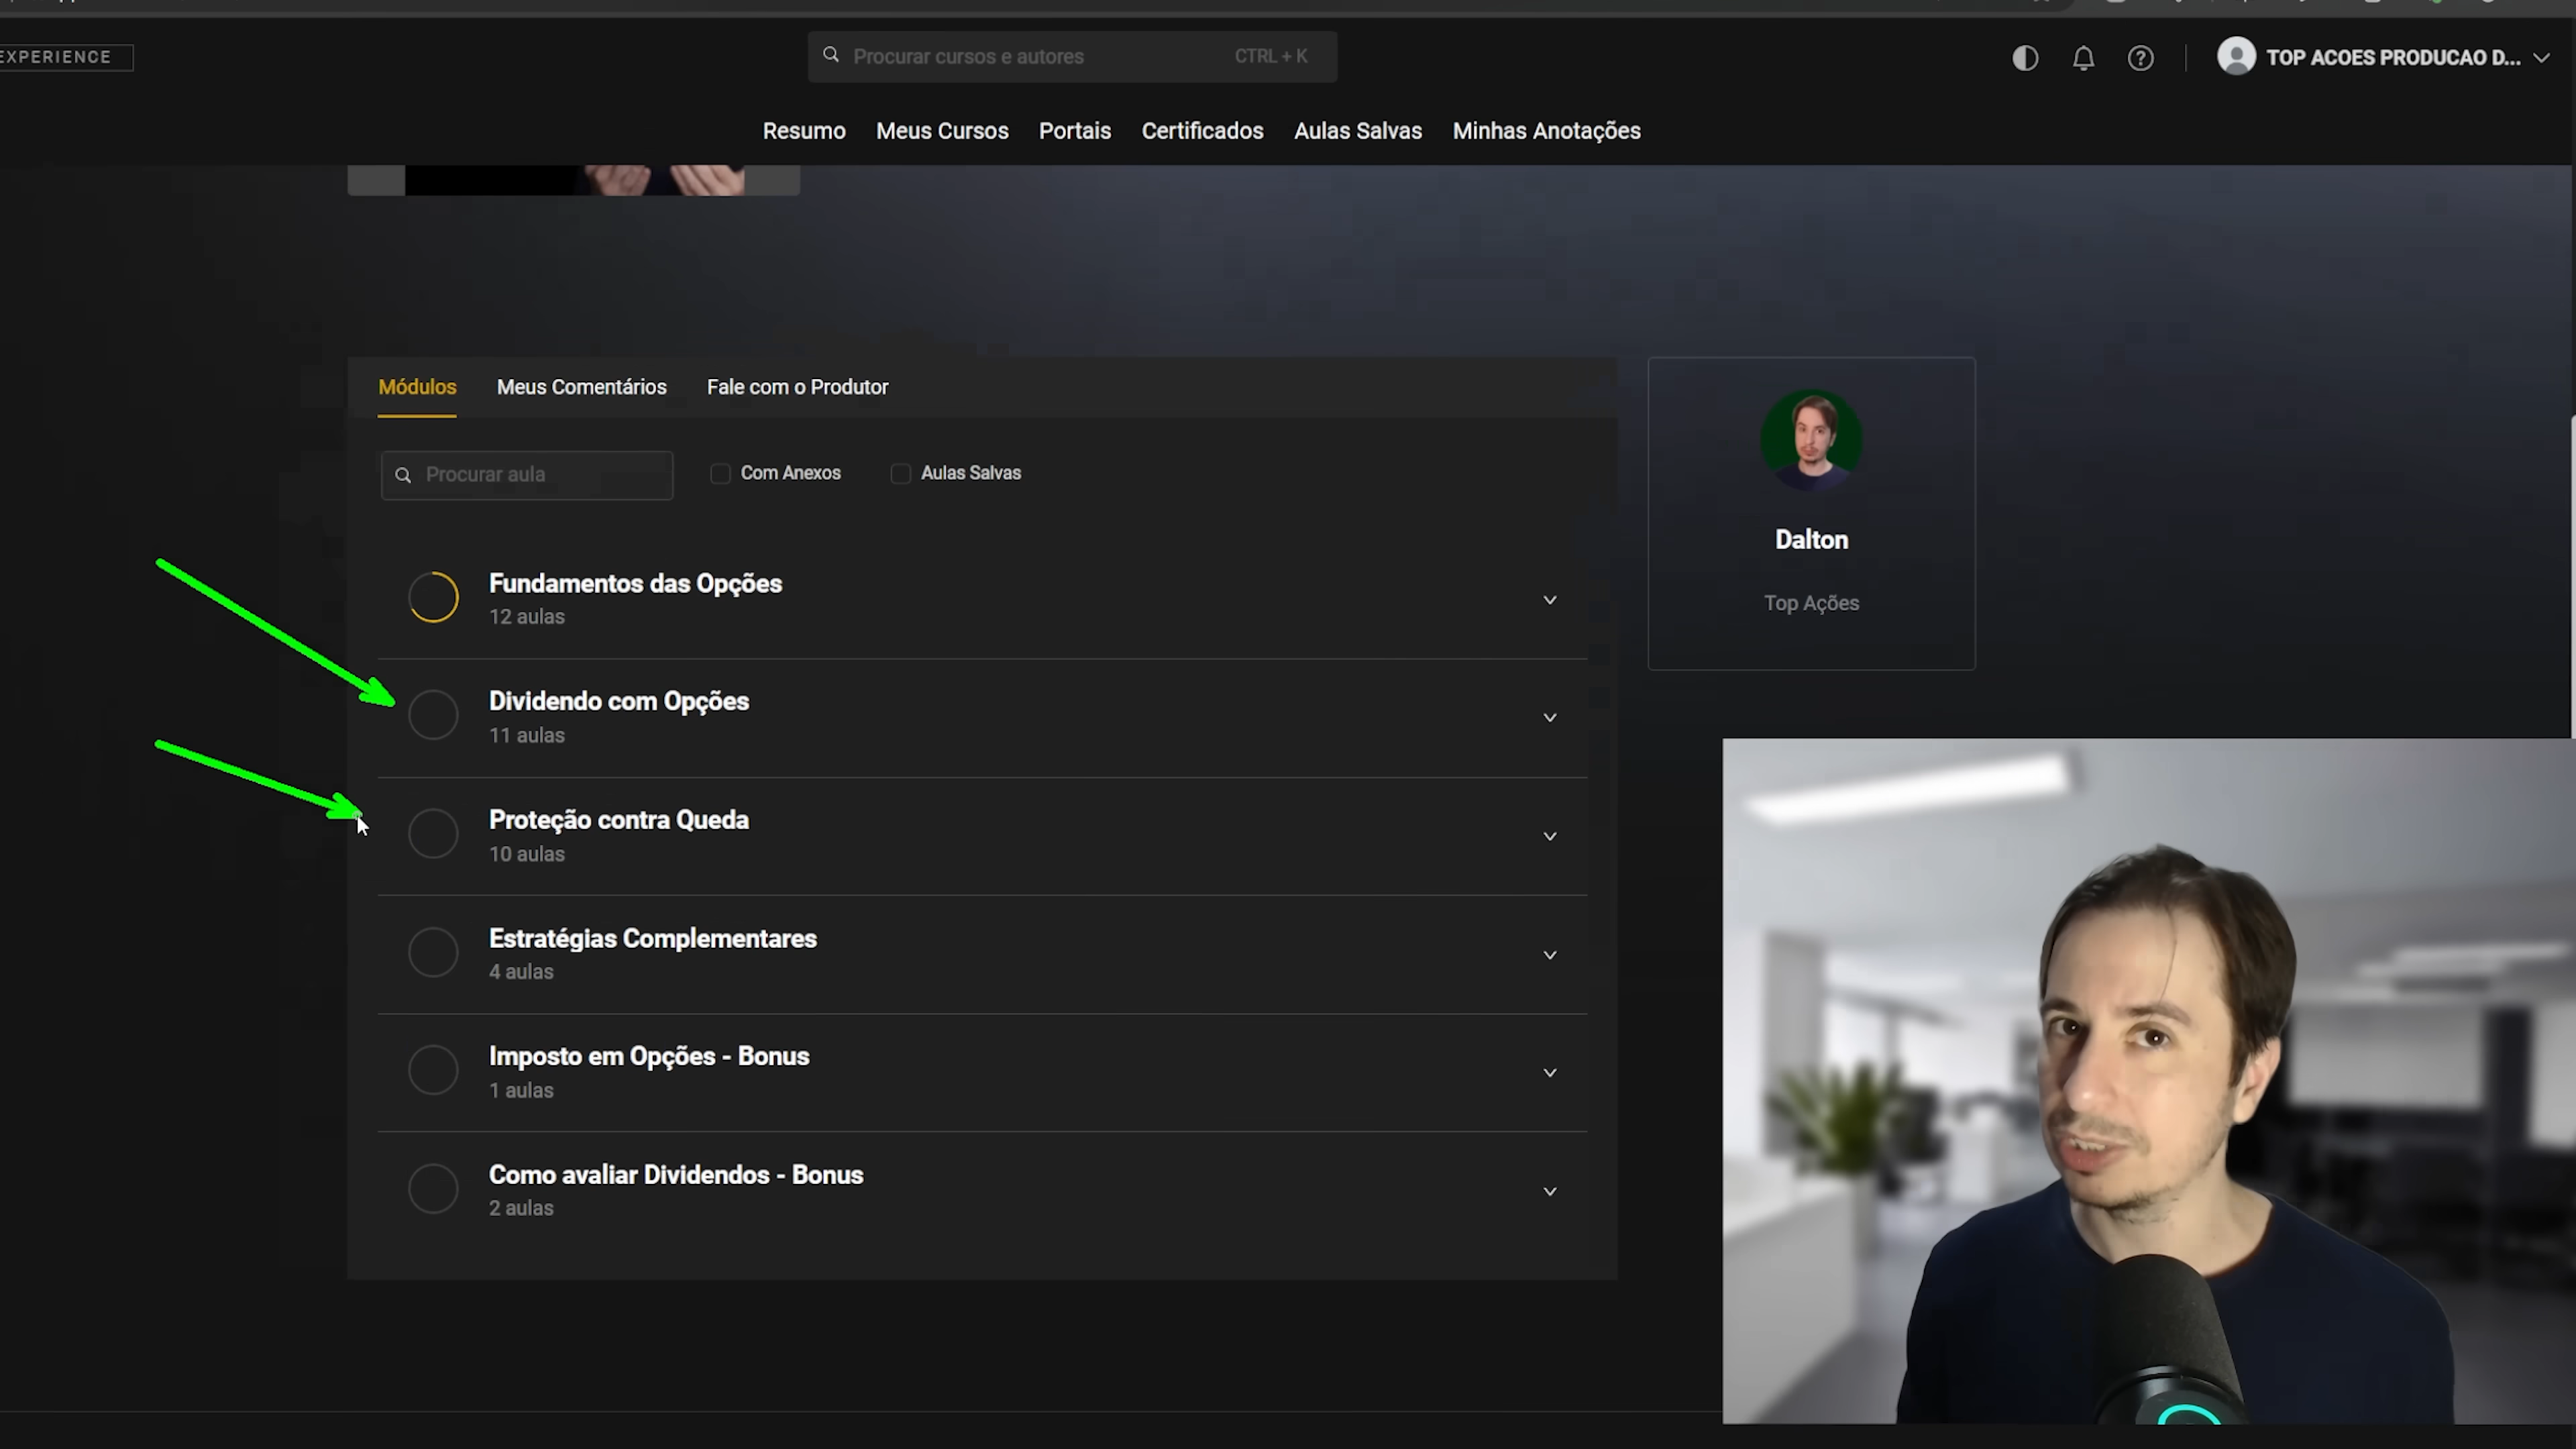 EXPERIENCE
Procurar cursos e autores
CTRL + K
TOP ACOES PRODUCAO D...
Resumo
Meus Cursos
Portais
Certificados
Aulas Salvas
Minhas Anotações
Módulos
Meus Comentários
Fale com o Produtor
Procurar aula
Com Anexos
Aulas Salvas
Fundamentos das Opções
12 aulas
Dividendo com Opções
11 aulas
Proteção contra Queda
10 aulas
Estratégias Complementares
4 aulas
Imposto em Opções - Bonus
1 aulas
Como avaliar Dividendos - Bonus
2 aulas
Dalton
Top Ações